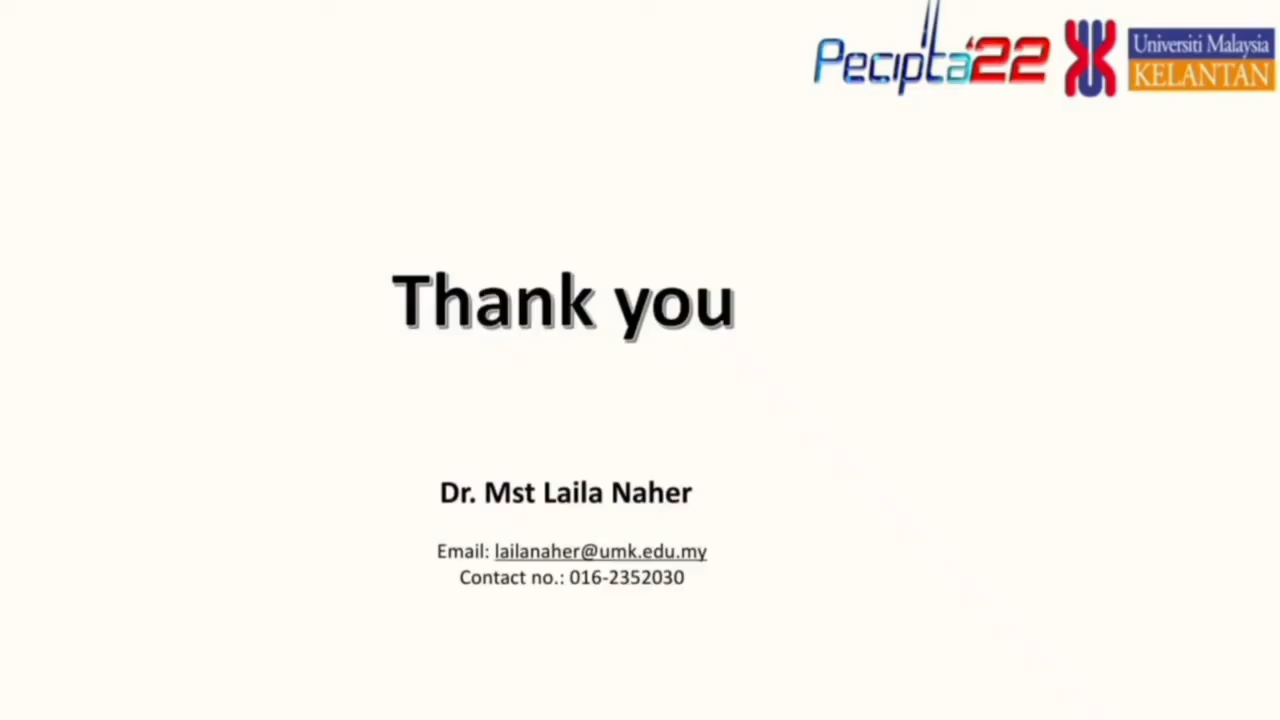 Pecipta'22
Universiti Malaysia
KELANTAN
Thank you
Dr. Mst Laila Naher
Email: lailanaher@umk.edu.my
Contact no.: 016-2352030